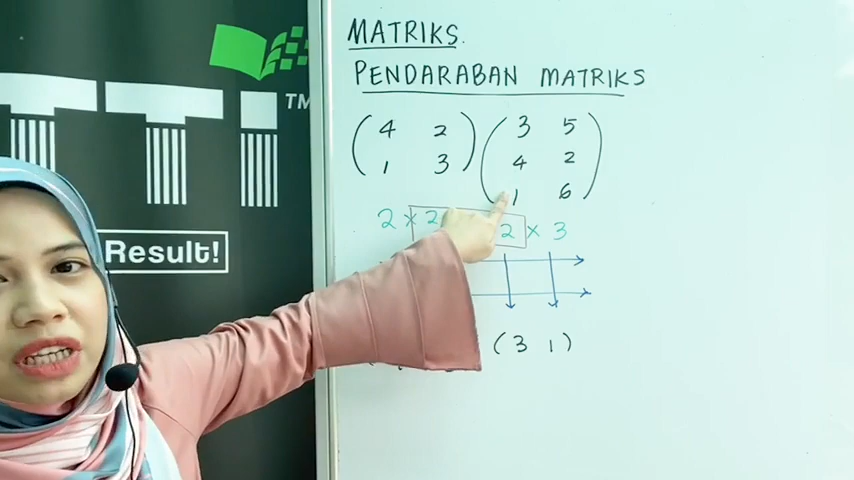 MATRIKS.
PENDARABAN MATRIKS
TTI TM
Result!
( 4 2 ) ( 3 5 )
( 1 3 ) ( 4 2 )
( 1 6 )
2 × 2 2 × 3
( 3 1 )